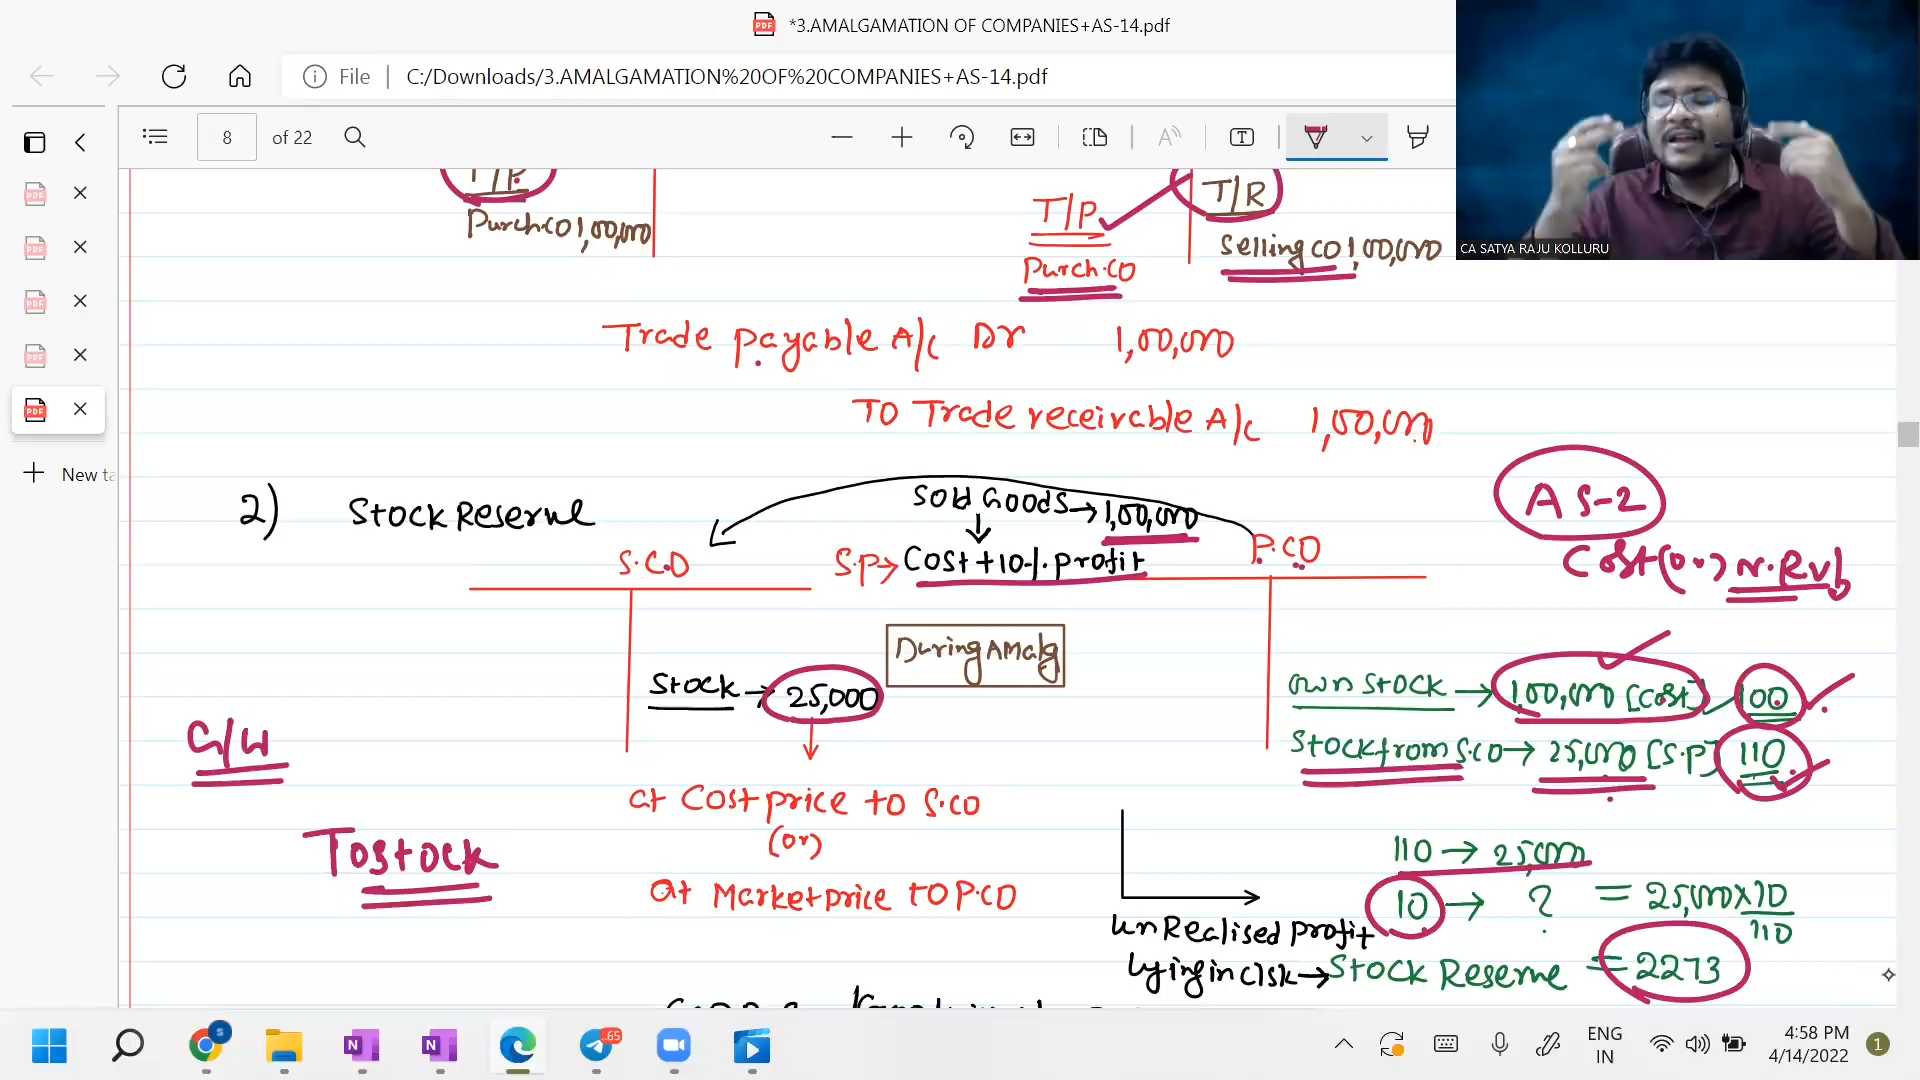 *3.AMALGAMATION OF COMPANIES+AS-14.pdf
File
C:/Downloads/3.AMALGAMATION%20OF%20COMPANIES+AS-14.pdf
8 of 22
CA SATYA RAJU KOLLURU
T/P
Purch.co 1,00,000
T/P
Purch.co
T/R
Selling co 1,00,000
Trade payable A/c Dr 1,00,000
To Trade receivable A/c 1,00,000
2) Stock Reserve
Sold Goods → 1,00,000
S.CO
S.P → Cost + 10% profit
P.CO
AS-2
Cost (or) N.R.V
During Amalg
Stock → 25,000
at Cost price to S.co
(or)
at Market price to P.CO
own stock → 1,00,000 [Cost] 100
Stock from S.CO → 25,000 [S.P] 110
G/W
To stock
110 → 25,000
10 → ? = 25,000 x 10
110
= 2273
un Realised profit
lying in clsk → Stock Reserve
New ta
.65
ENG
IN
4:58 PM
4/14/2022
1